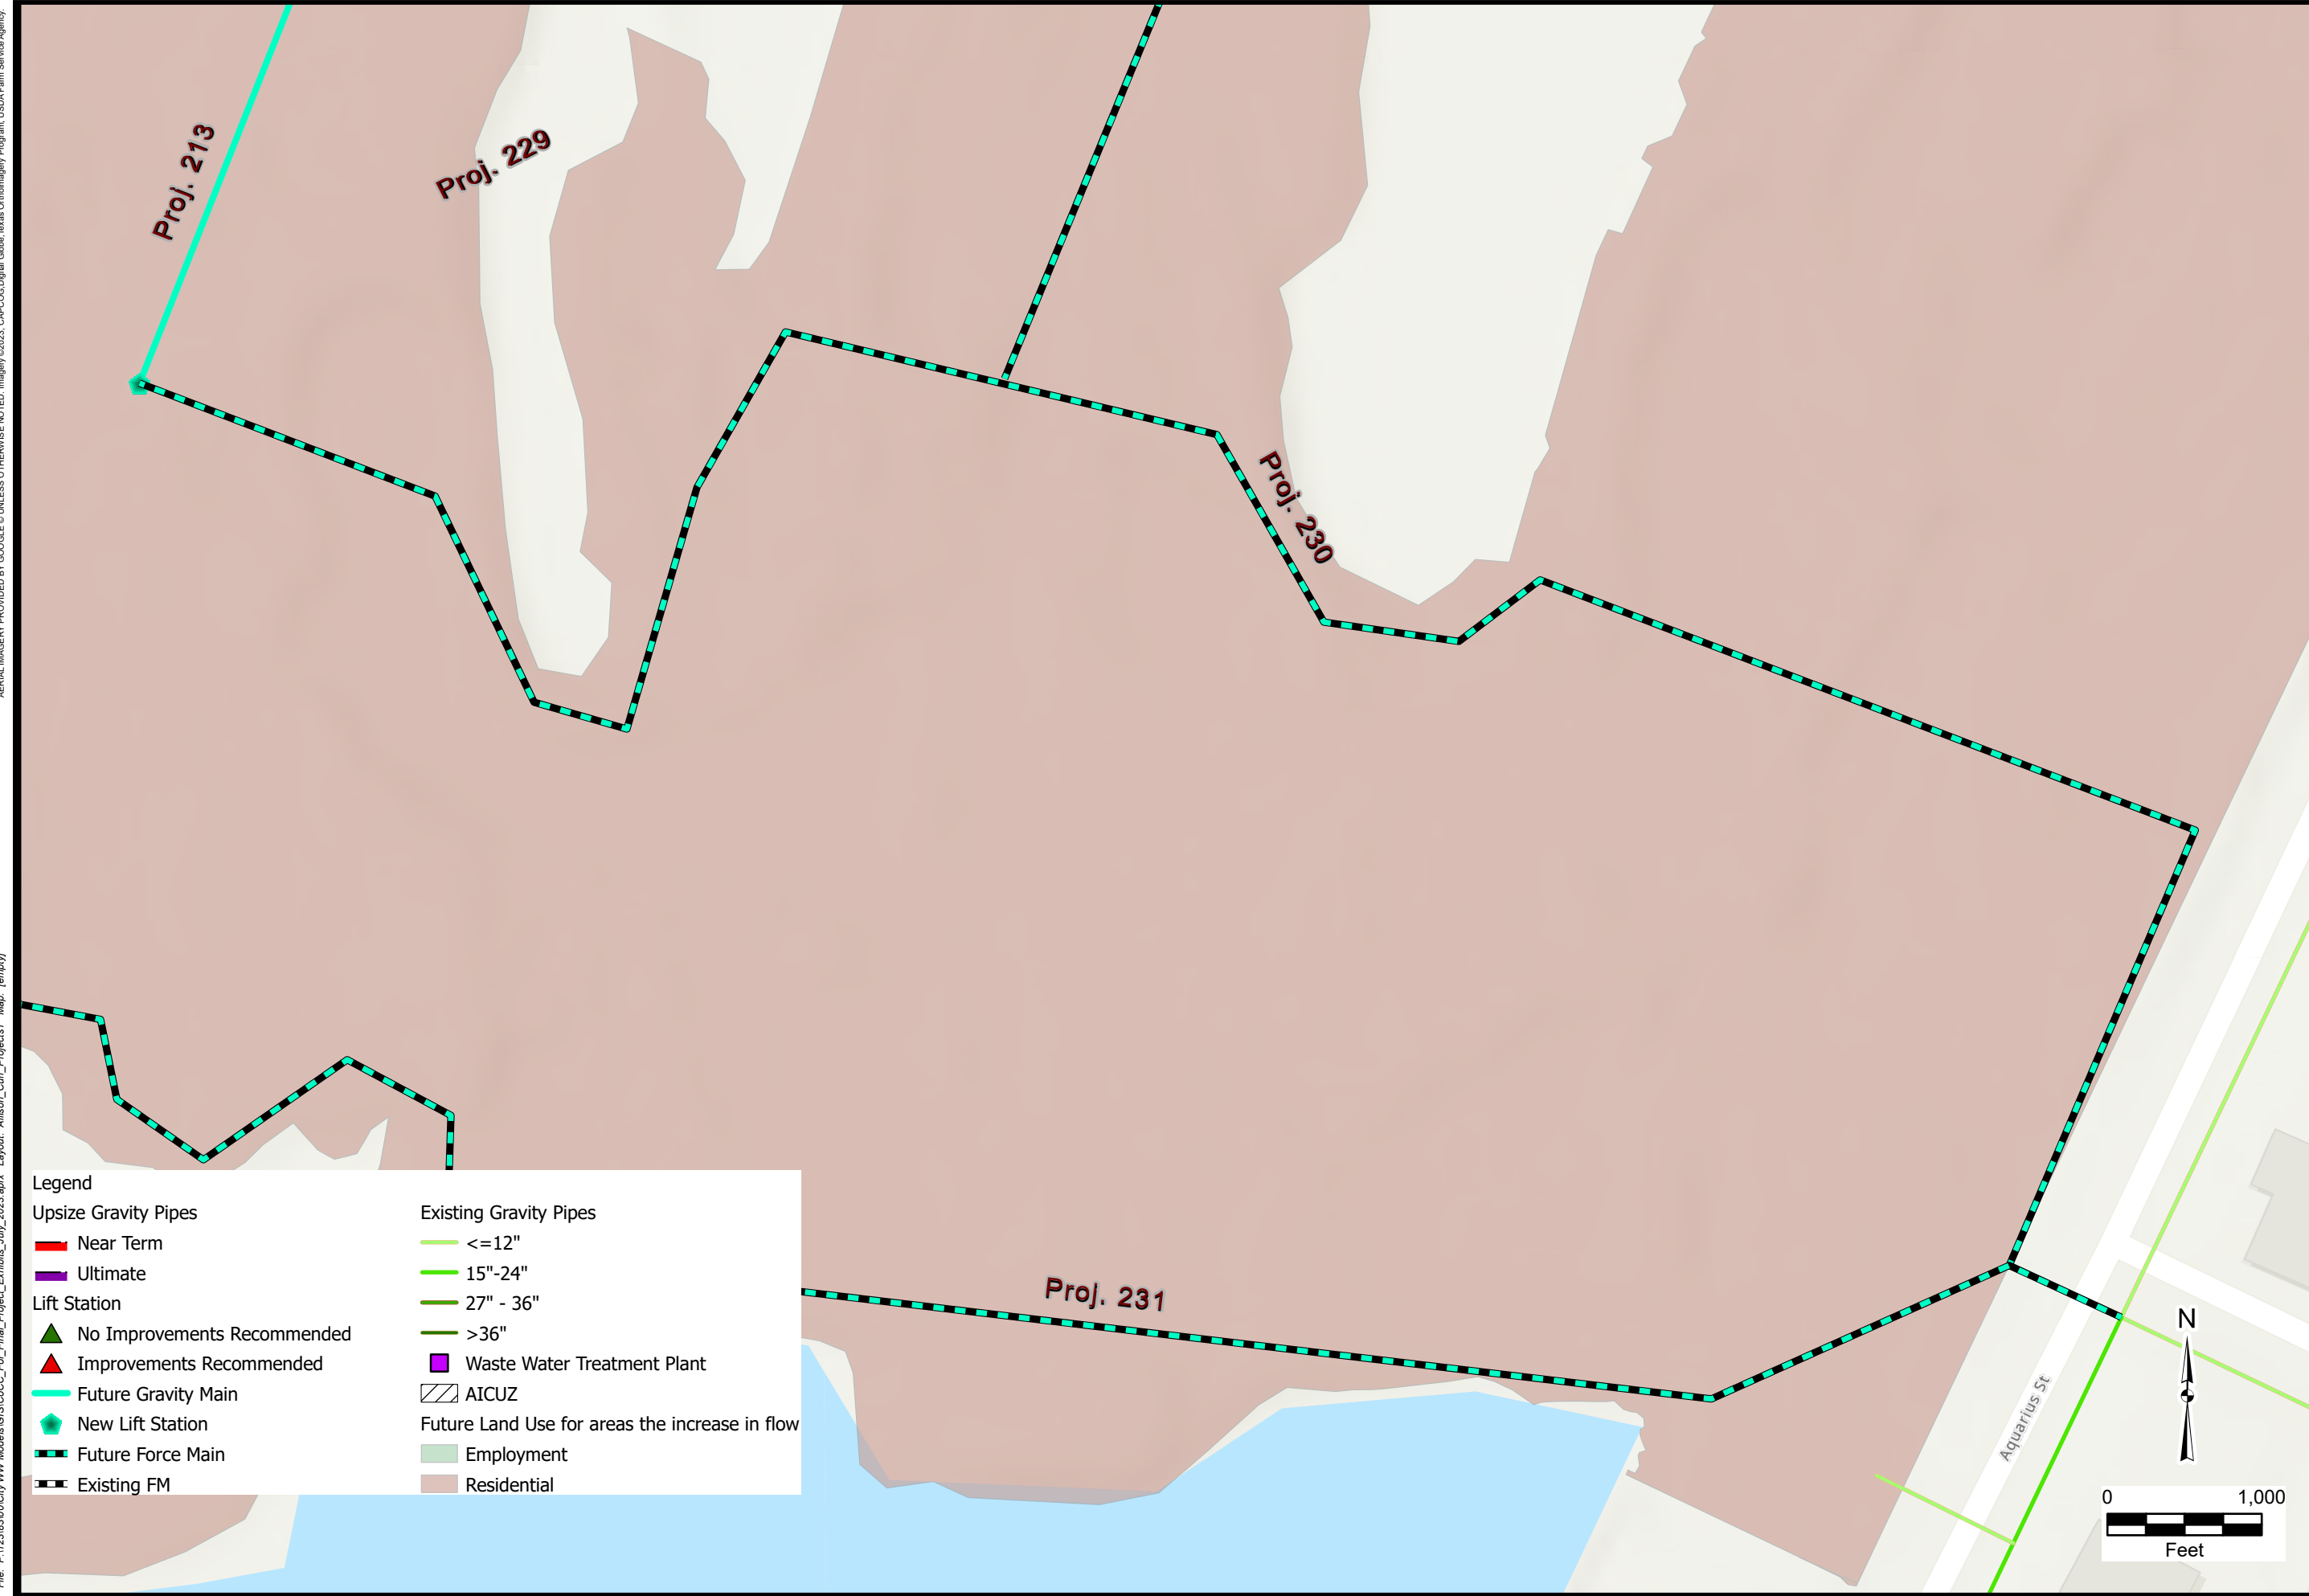 Proj. 213
Proj. 229
Proj. 230
Proj. 231
Aquarius St
N
0 1,000
Feet
Legend
Upsize Gravity Pipes
Near Term
Ultimate
Lift Station
No Improvements Recommended
Improvements Recommended
Future Gravity Main
New Lift Station
Future Force Main
Existing FM
Existing Gravity Pipes
<=12"
15"-24"
27" - 36"
>36"
Waste Water Treatment Plant
AICUZ
Future Land Use for areas the increase in flow
Employment
Residential